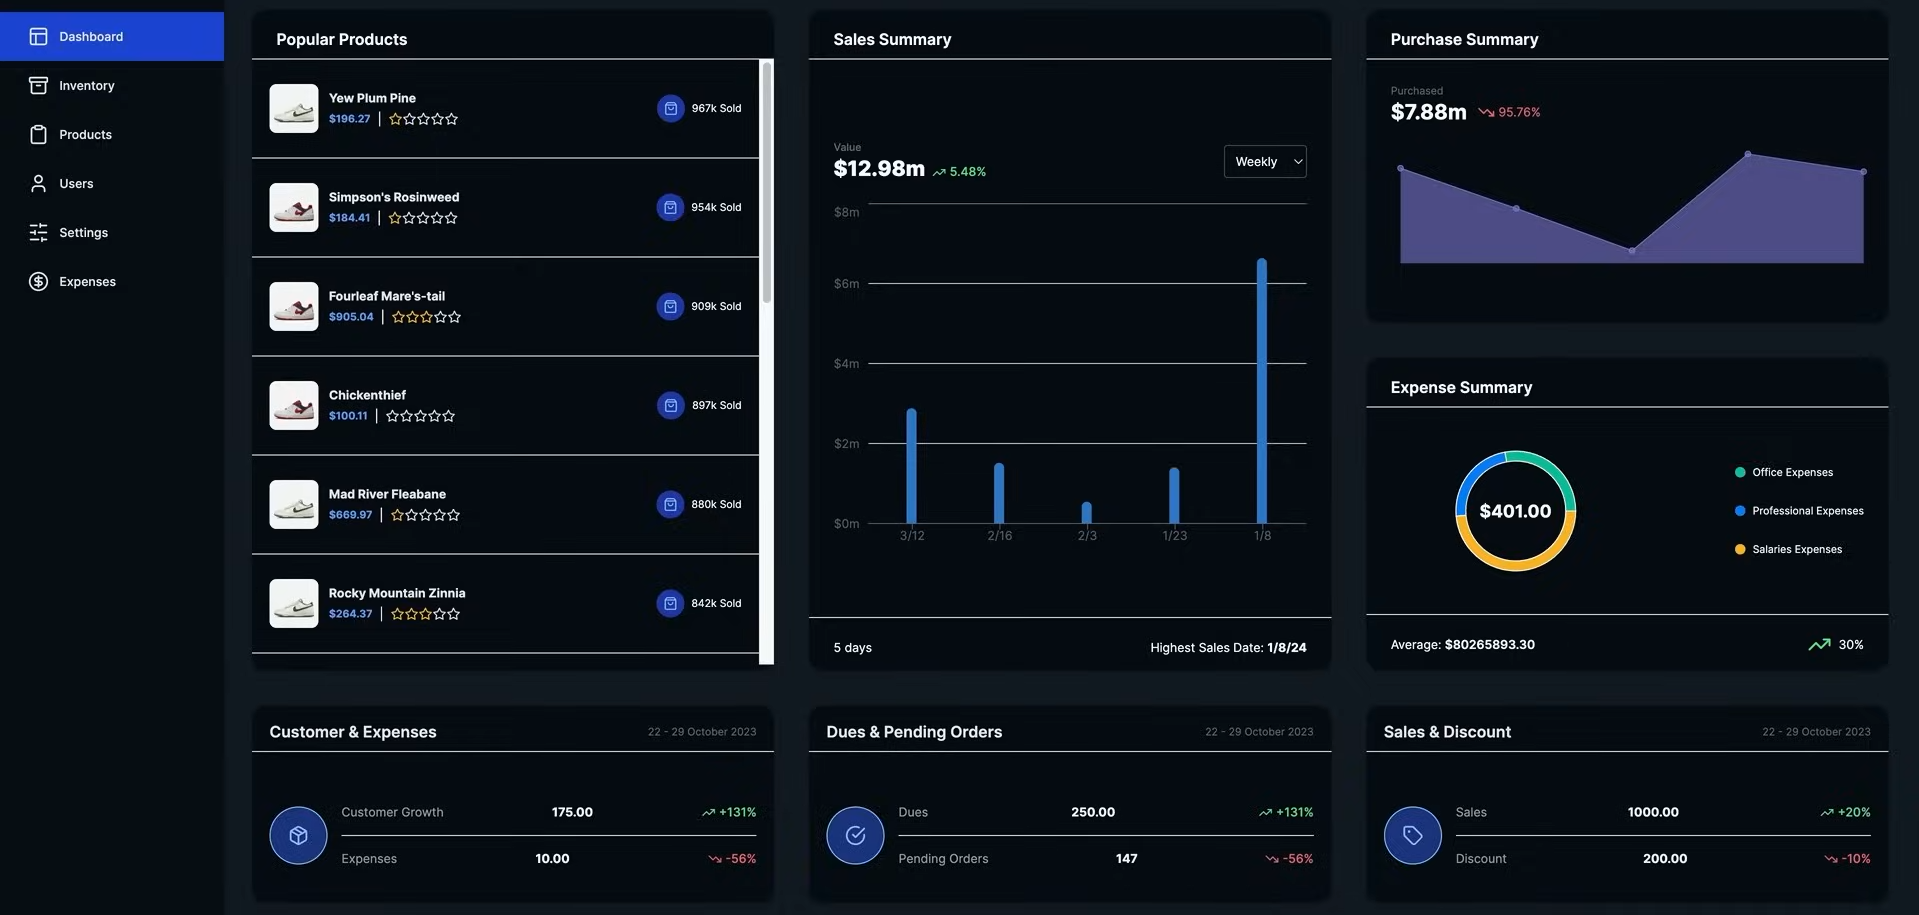 Dashboard
Inventory
Products
Users
Settings
Expenses
Popular Products
Yew Plum Pine
$196.27
967k Sold
Simpson's Rosinweed
$184.41
954k Sold
Fourleaf Mare's-tail
$905.04
909k Sold
Chickenthief
$100.11
897k Sold
Mad River Fleabane
$669.97
880k Sold
Rocky Mountain Zinnia
$264.37
842k Sold
Sales Summary
Value
$12.98m 5.48%
Weekly
$8m
$6m
$4m
$2m
$0m
3/12 2/16 2/3 1/23 1/8
5 days
Highest Sales Date: 1/8/24
Purchase Summary
Purchased
$7.88m 95.76%
Expense Summary
$401.00
Office Expenses
Professional Expenses
Salaries Expenses
Average: $80265893.30
30%
Customer & Expenses
22 - 29 October 2023
Customer Growth 175.00 +131%
Expenses 10.00 -56%
Dues & Pending Orders
22 - 29 October 2023
Dues 250.00 +131%
Pending Orders 147 -56%
Sales & Discount
22 - 29 October 2023
Sales 1000.00 +20%
Discount 200.00 -10%